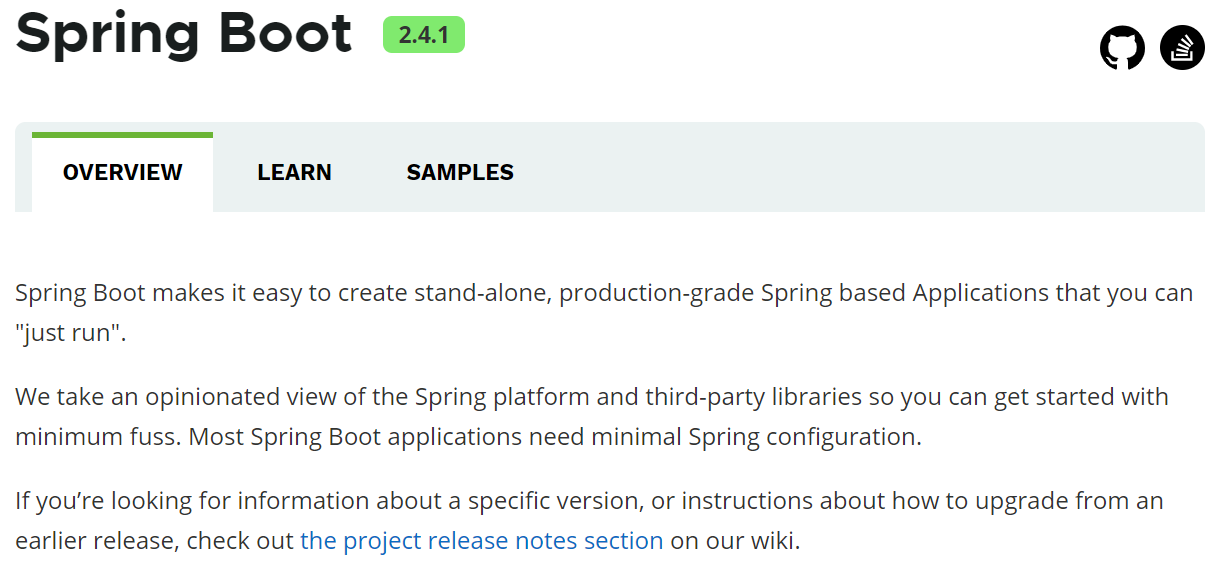 Spring Boot 2.4.1
OVERVIEW LEARN SAMPLES
Spring Boot makes it easy to create stand-alone, production-grade Spring based Applications that you can
"just run".
We take an opinionated view of the Spring platform and third-party libraries so you can get started with
minimum fuss. Most Spring Boot applications need minimal Spring configuration.
If you’re looking for information about a specific version, or instructions about how to upgrade from an
earlier release, check out the project release notes section on our wiki.